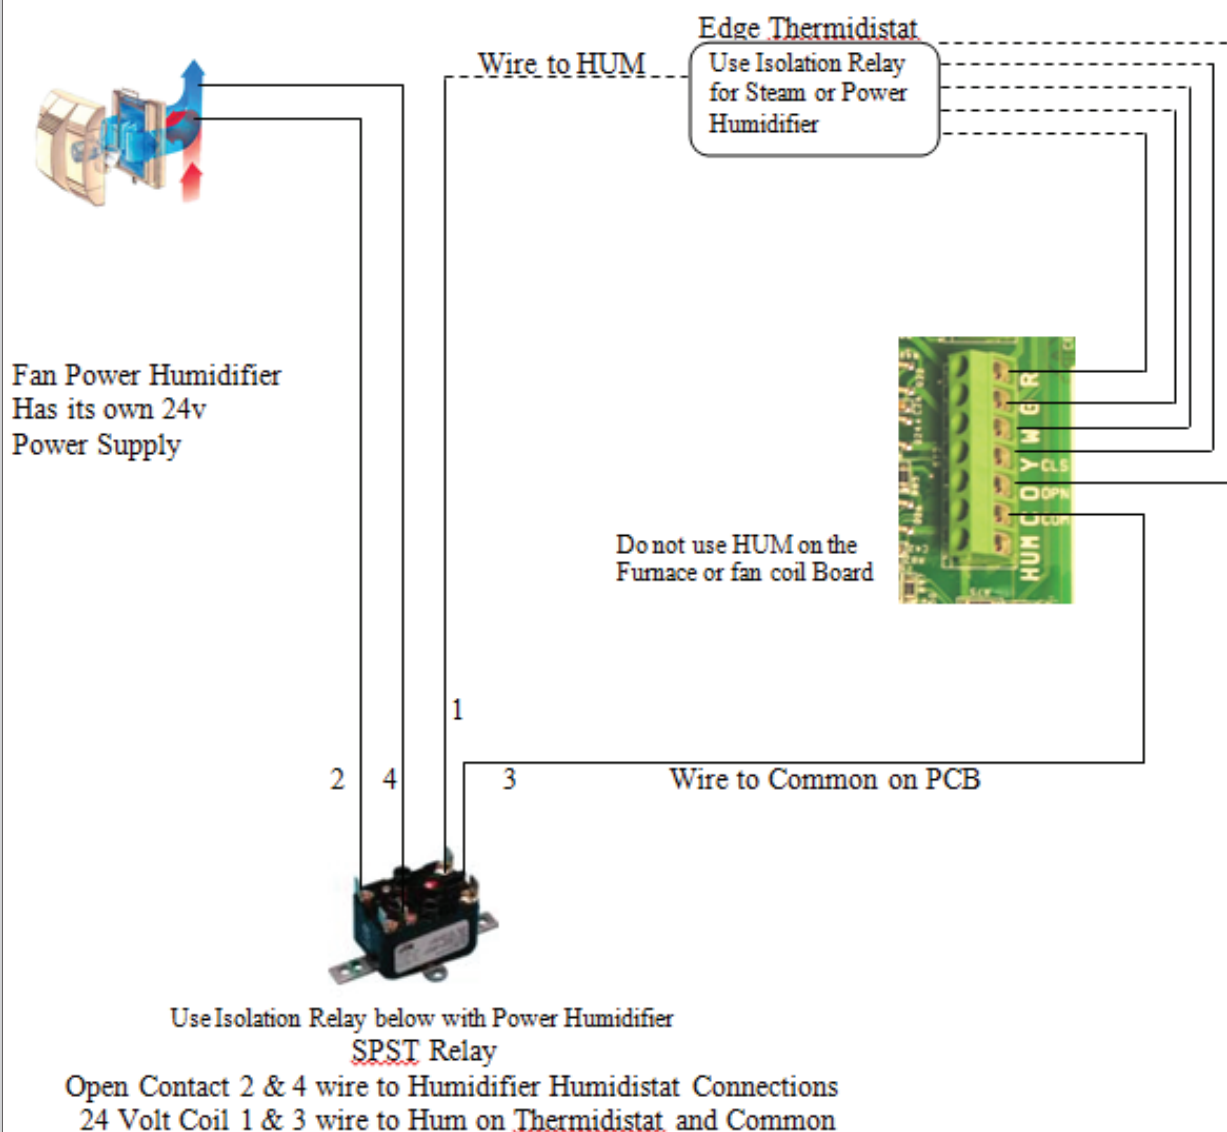 Edge Thermidistat
Wire to HUM
Use Isolation Relay
for Steam or Power
Humidifier
Fan Power Humidifier
Has its own 24v
Power Supply
R
G
W
Y CLS
O OPN
C COM
HUM
Do not use HUM on the
Furnace or fan coil Board
1
2 4 3
Wire to Common on PCB
Use Isolation Relay below with Power Humidifier
SPST Relay
Open Contact 2 & 4 wire to Humidifier Humidistat Connections
24 Volt Coil 1 & 3 wire to Hum on Thermidistat and Common